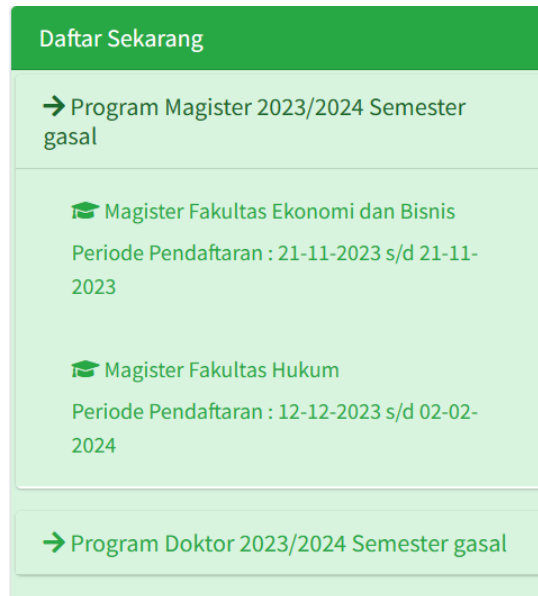 Daftar Sekarang
Program Magister 2023/2024 Semester
gasal
Magister Fakultas Ekonomi dan Bisnis
Periode Pendaftaran : 21-11-2023 s/d 21-11-
2023
Magister Fakultas Hukum
Periode Pendaftaran : 12-12-2023 s/d 02-02-
2024
Program Doktor 2023/2024 Semester gasal